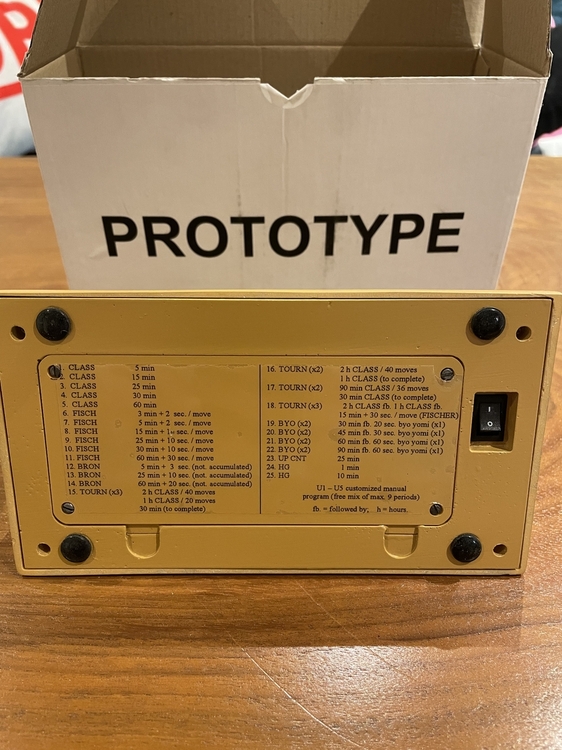 PROTOTYPE
1. CLASS 5 min
2. CLASS 15 min
3. CLASS 25 min
4. CLASS 30 min
5. CLASS 60 min
6. FISCH 3 min + 2 sec. / move
7. FISCH 5 min + 2 sec. / move
8. FISCH 15 min + 1 sec. / move
9. FISCH 25 min + 10 sec. / move
10. FISCH 30 min + 10 sec. / move
11. FISCH 60 min + 30 sec. / move
12. BRON 5 min + 3 sec. (not. accumulated)
13. BRON 25 min + 10 sec. (not. accumulated)
14. BRON 60 min + 20 sec. (not. accumulated)
15. TOURN (x3) 2 h CLASS / 40 moves
1 h CLASS / 20 moves
30 min (to complete)
16. TOURN (x2) 2 h CLASS / 40 moves
1 h CLASS (to complete)
17. TOURN (x2) 90 min CLASS / 36 moves
30 min CLASS (to complete)
18. TOURN (x3) 2 h CLASS fb. 1 h CLASS fb.
15 min + 30 sec / move (FISCHER)
19. BYO (x2) 30 min fb. 20 sec. byo yomi (x1)
20. BYO (x2) 45 min fb. 30 sec. byo yomi (x1)
21. BYO (x2) 60 min fb. 60 sec. byo yomi (x1)
22. BYO (x2) 90 min fb. 60 sec. byo yomi (x1)
23. UP CNT 25 min
24. HG 1 min
25. HG 10 min
U1 – U5 customized manual
program (free mix of max. 9 periods)
fb. = followed by; h = hours.